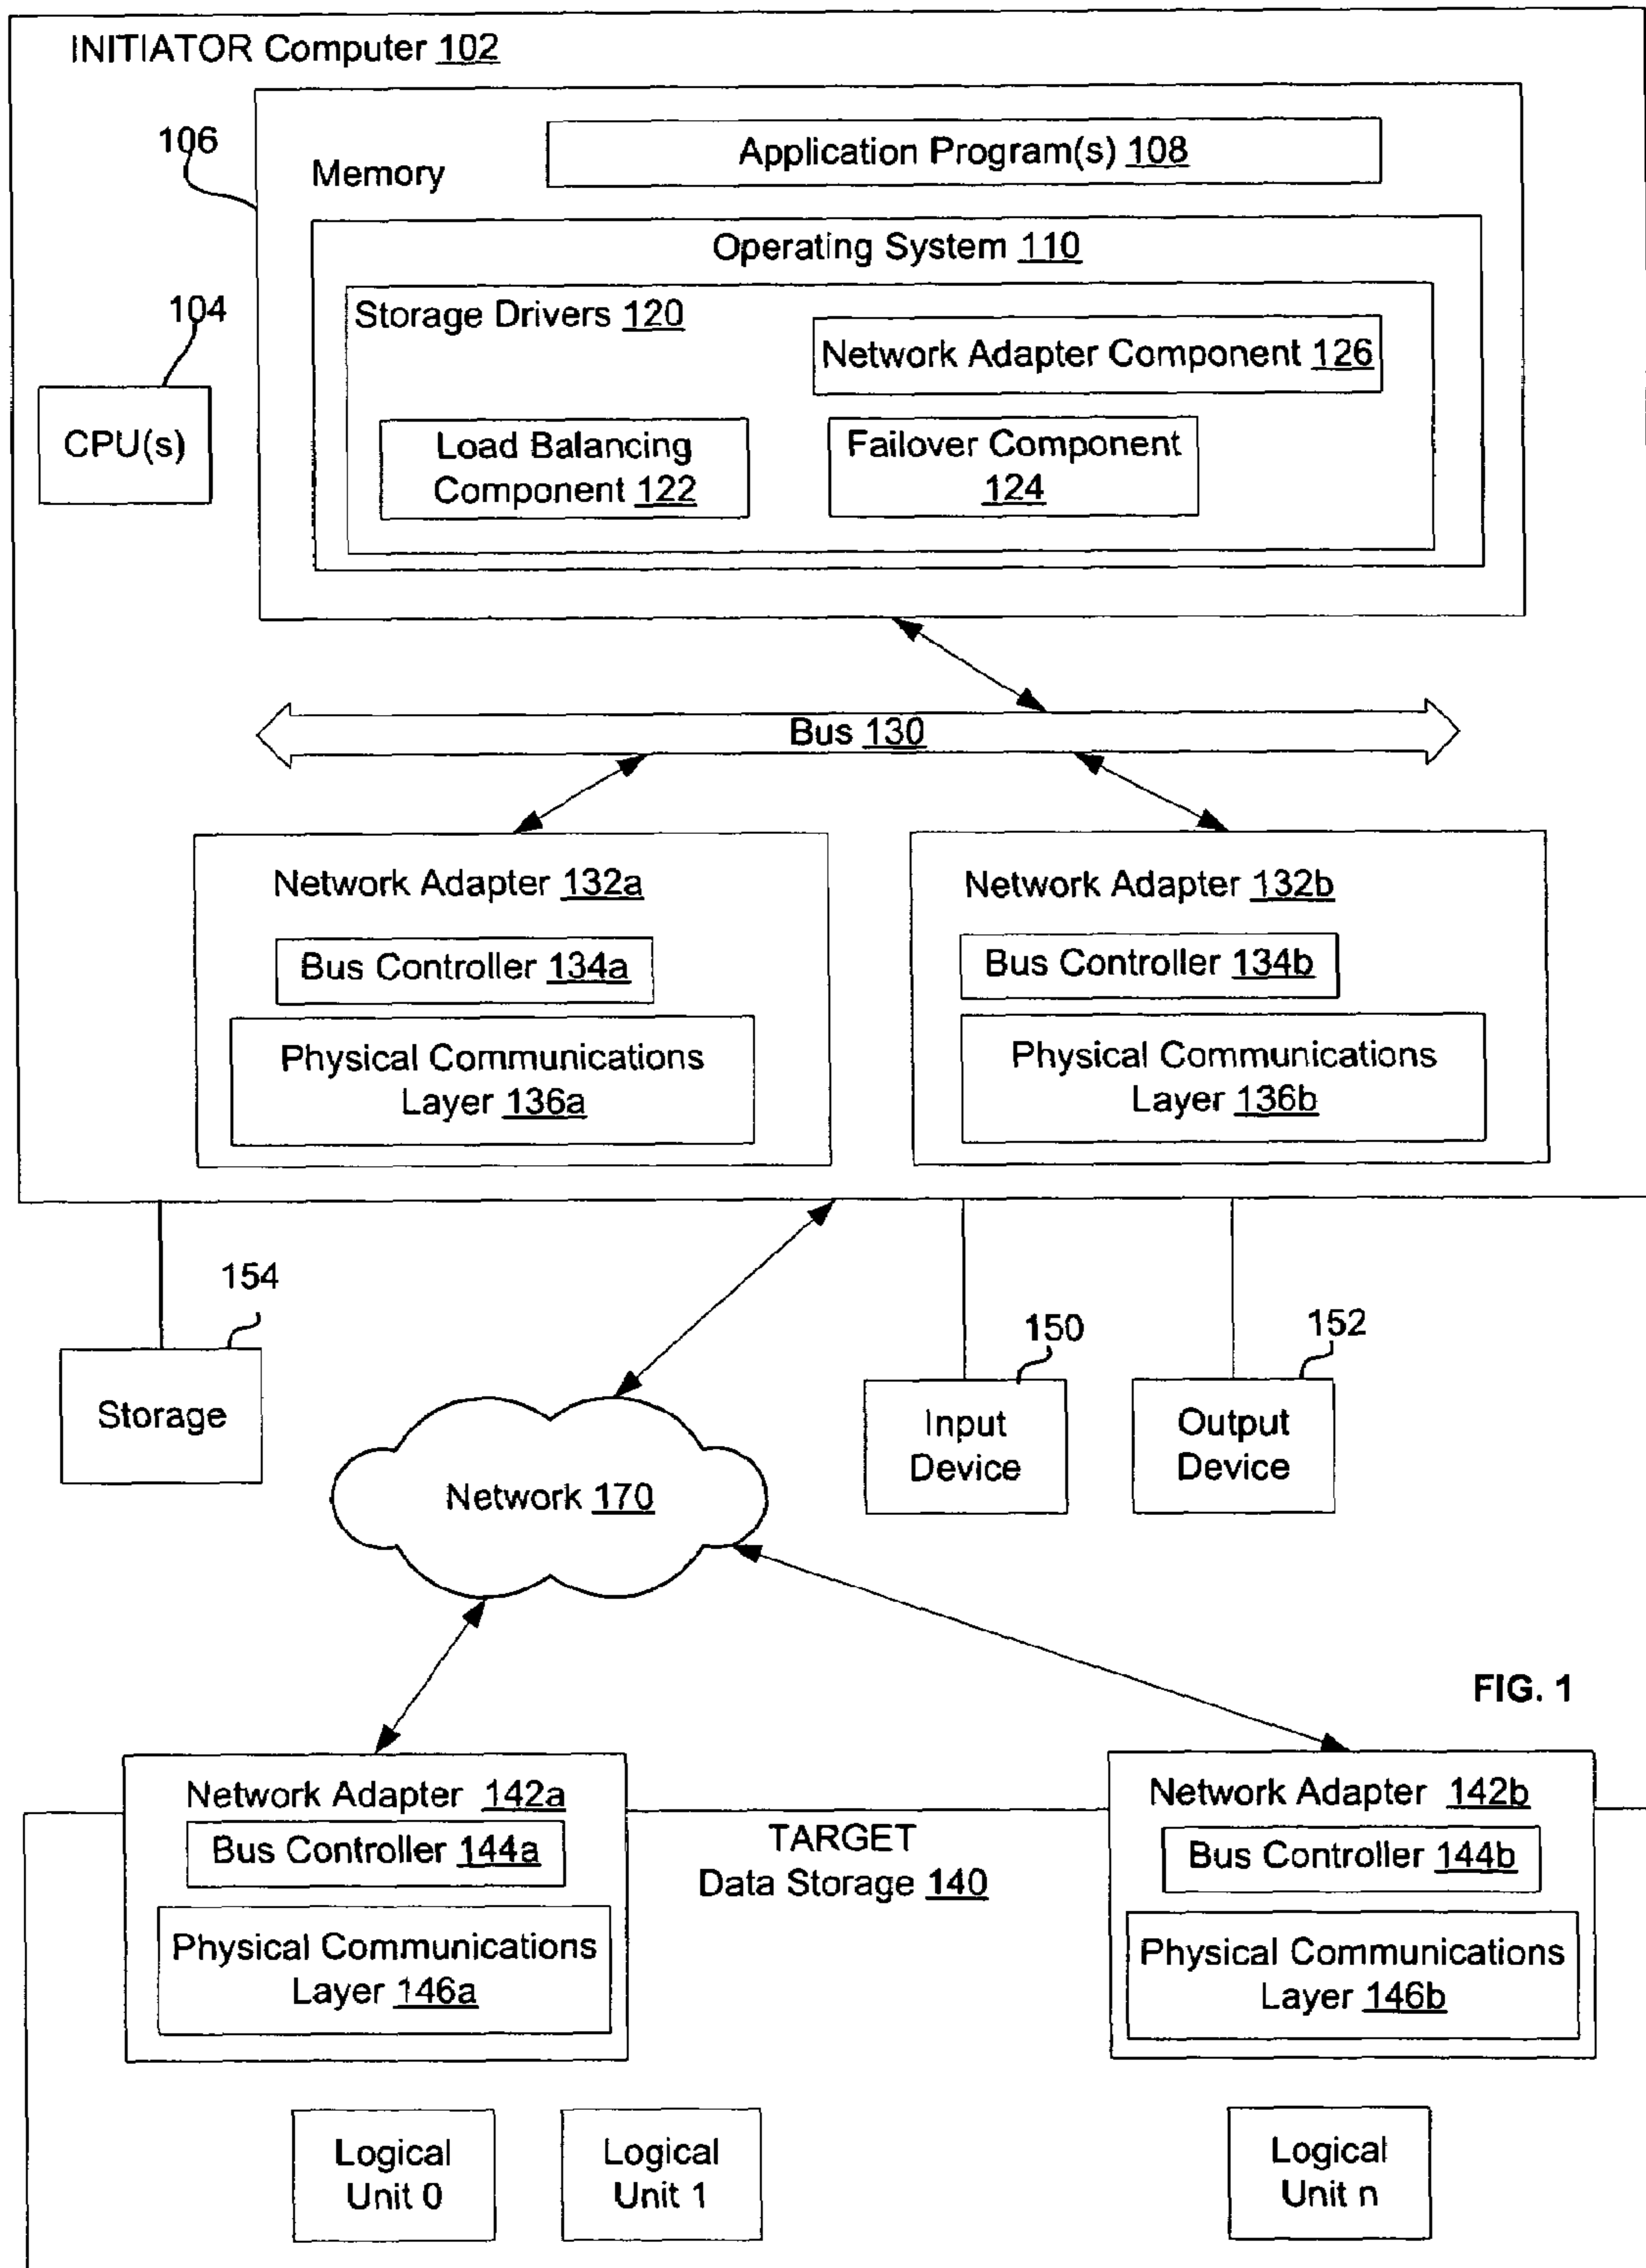 INITIATOR Computer 102
106
Memory
Application Program(s) 108
Operating System 110
Storage Drivers 120
Network Adapter Component 126
104
CPU(s)
Load Balancing
Component 122
Failover Component
124
Bus 130
Network Adapter 132a
Bus Controller 134a
Physical Communications
Layer 136a
Network Adapter 132b
Bus Controller 134b
Physical Communications
Layer 136b
154
Storage
150
Input
Device
152
Output
Device
Network 170
FIG. 1
Network Adapter 142a
Bus Controller 144a
Physical Communications
Layer 146a
TARGET
Data Storage 140
Network Adapter 142b
Bus Controller 144b
Physical Communications
Layer 146b
Logical
Unit 0
Logical
Unit 1
Logical
Unit n